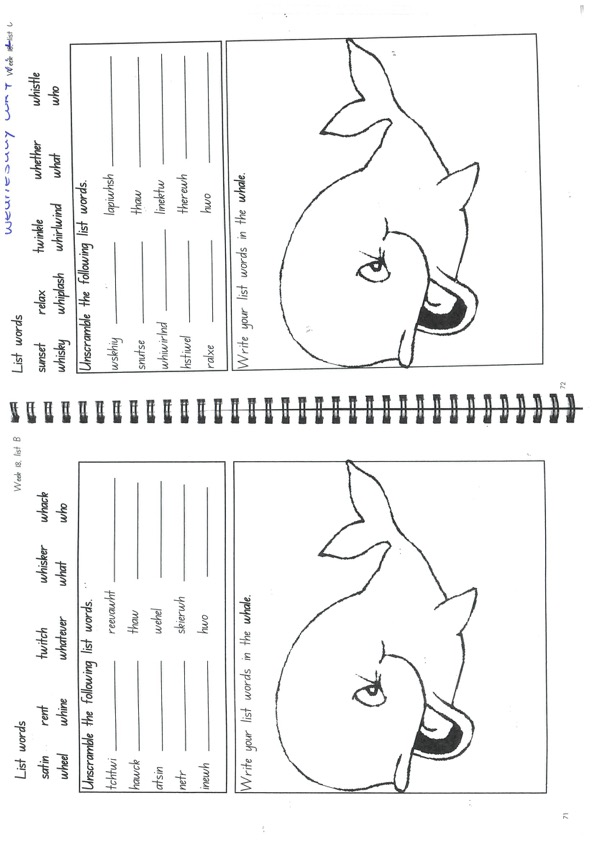 Week 18, list B
List words
satin rent twitch whisker whack
wheel whine whatever what who
Unscramble the following list words.
tchtwi reevawht
hawck thaw
atsin wehel
netr skierwh
inewh hwo
Write your list words in the whale.
71
List words
sunset relax twinkle whether whistle
whisky whiplash whirlwind what who
Unscramble the following list words.
wskhiy lapiwhsh
snutse thaw
whiwirlnd linektw
hstiwel therewh
ralxe hwo
Write your list words in the whale.
72